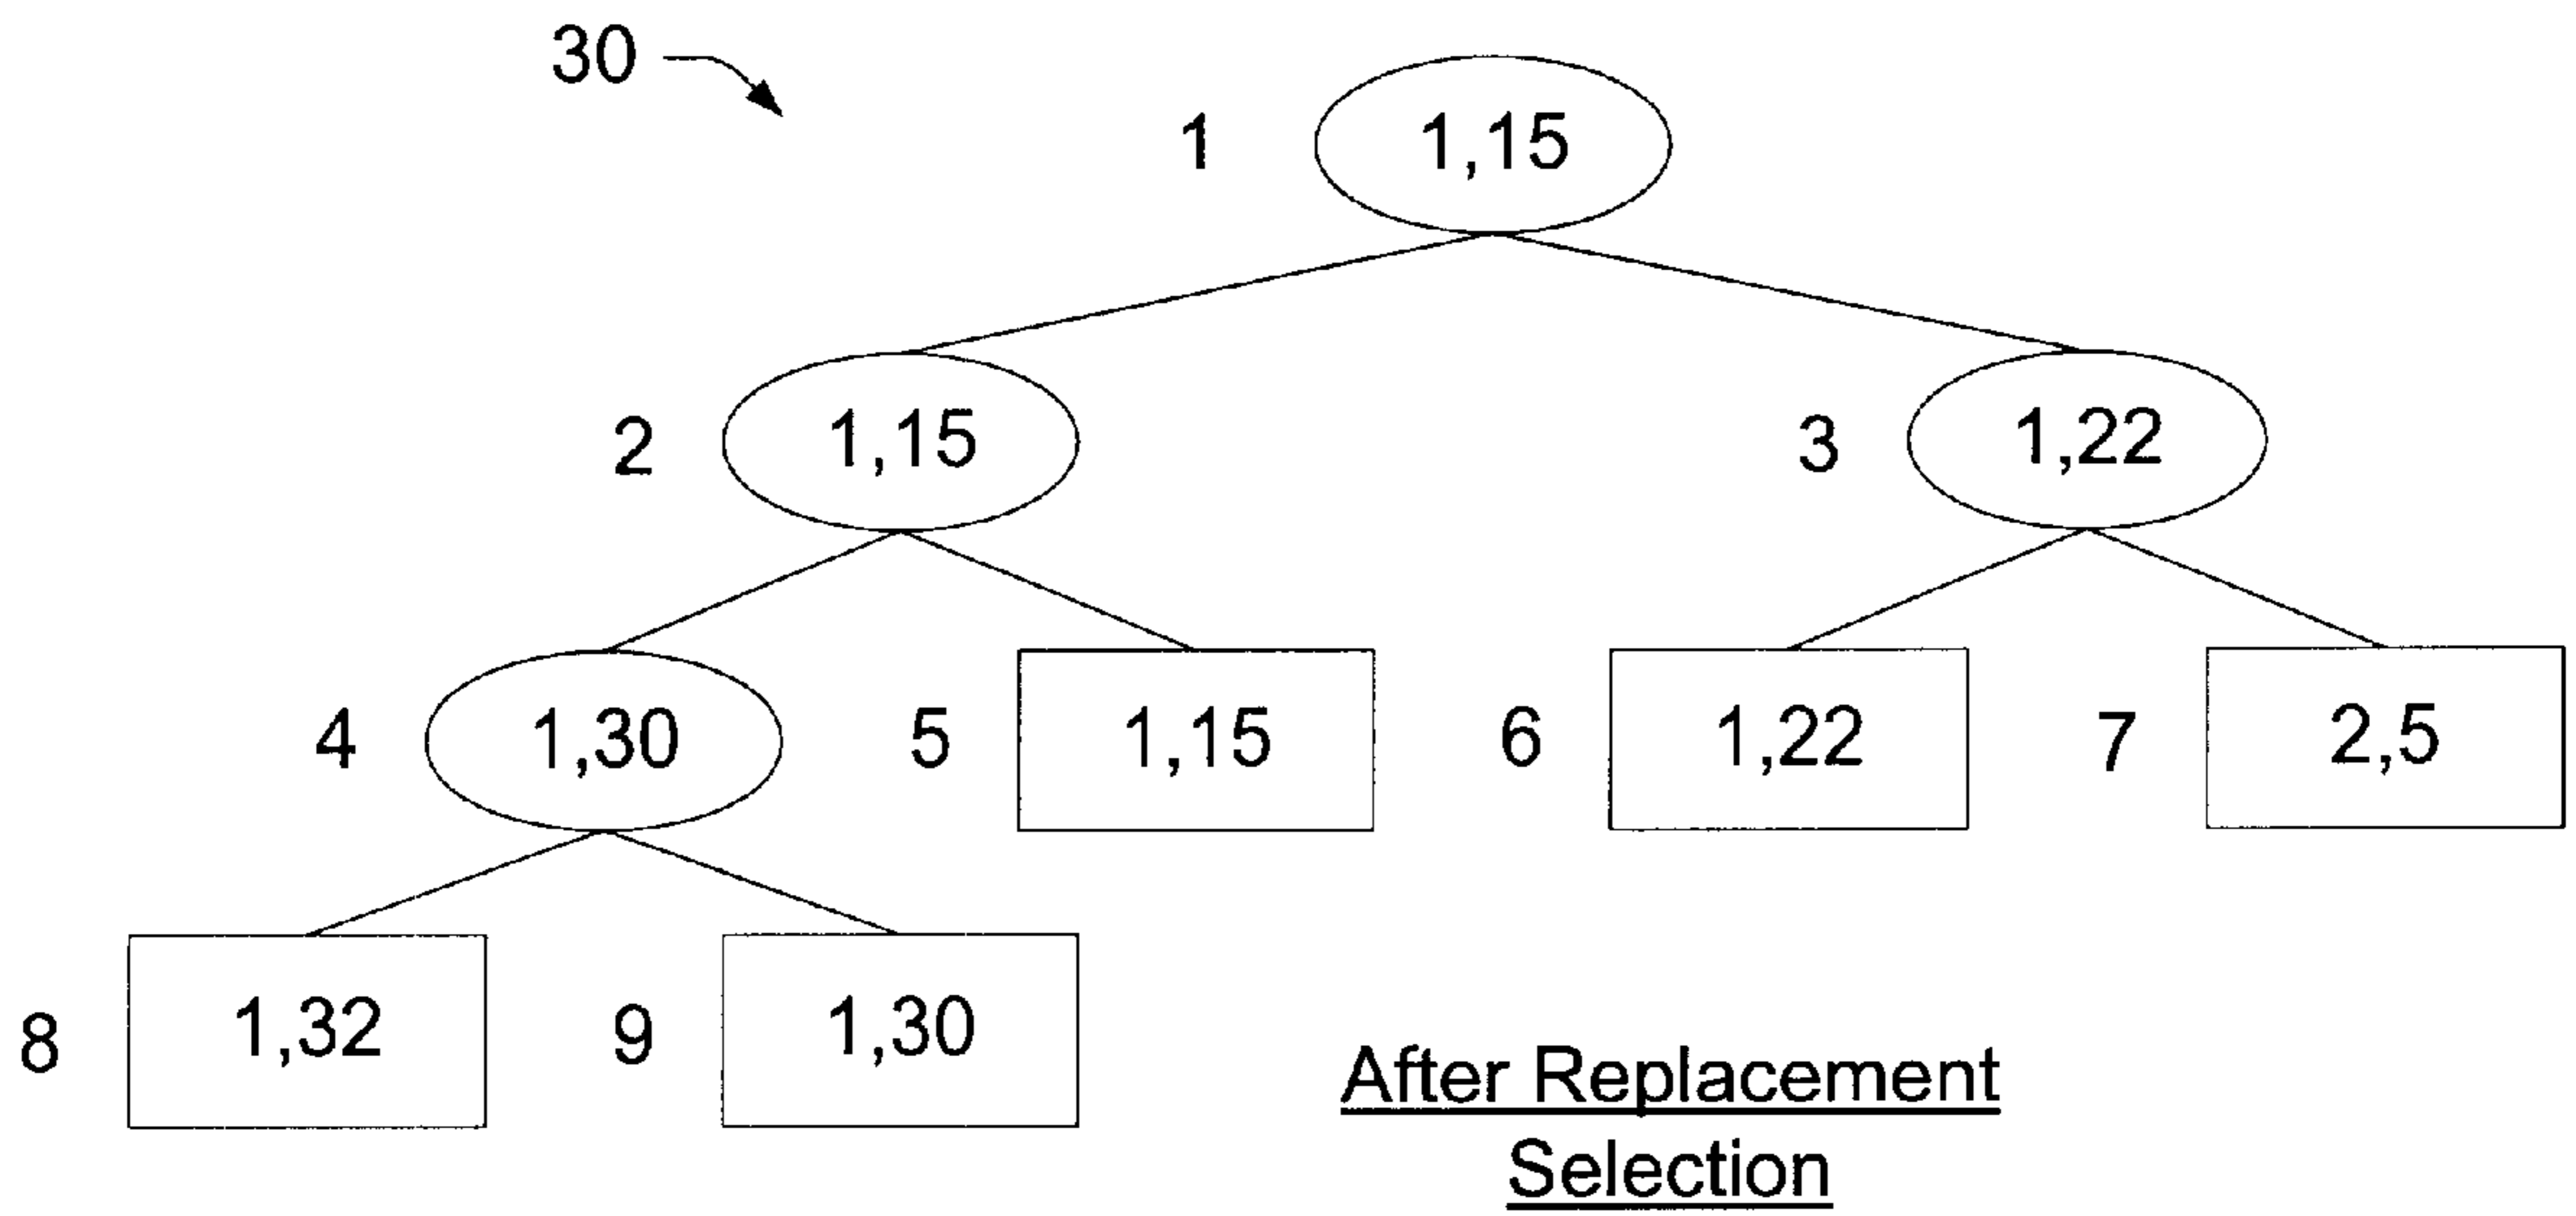 30
1 1,15
2 1,15 3 1,22
4 1,30 5 1,15 6 1,22 7 2,5
8 1,32 9 1,30
After Replacement
Selection